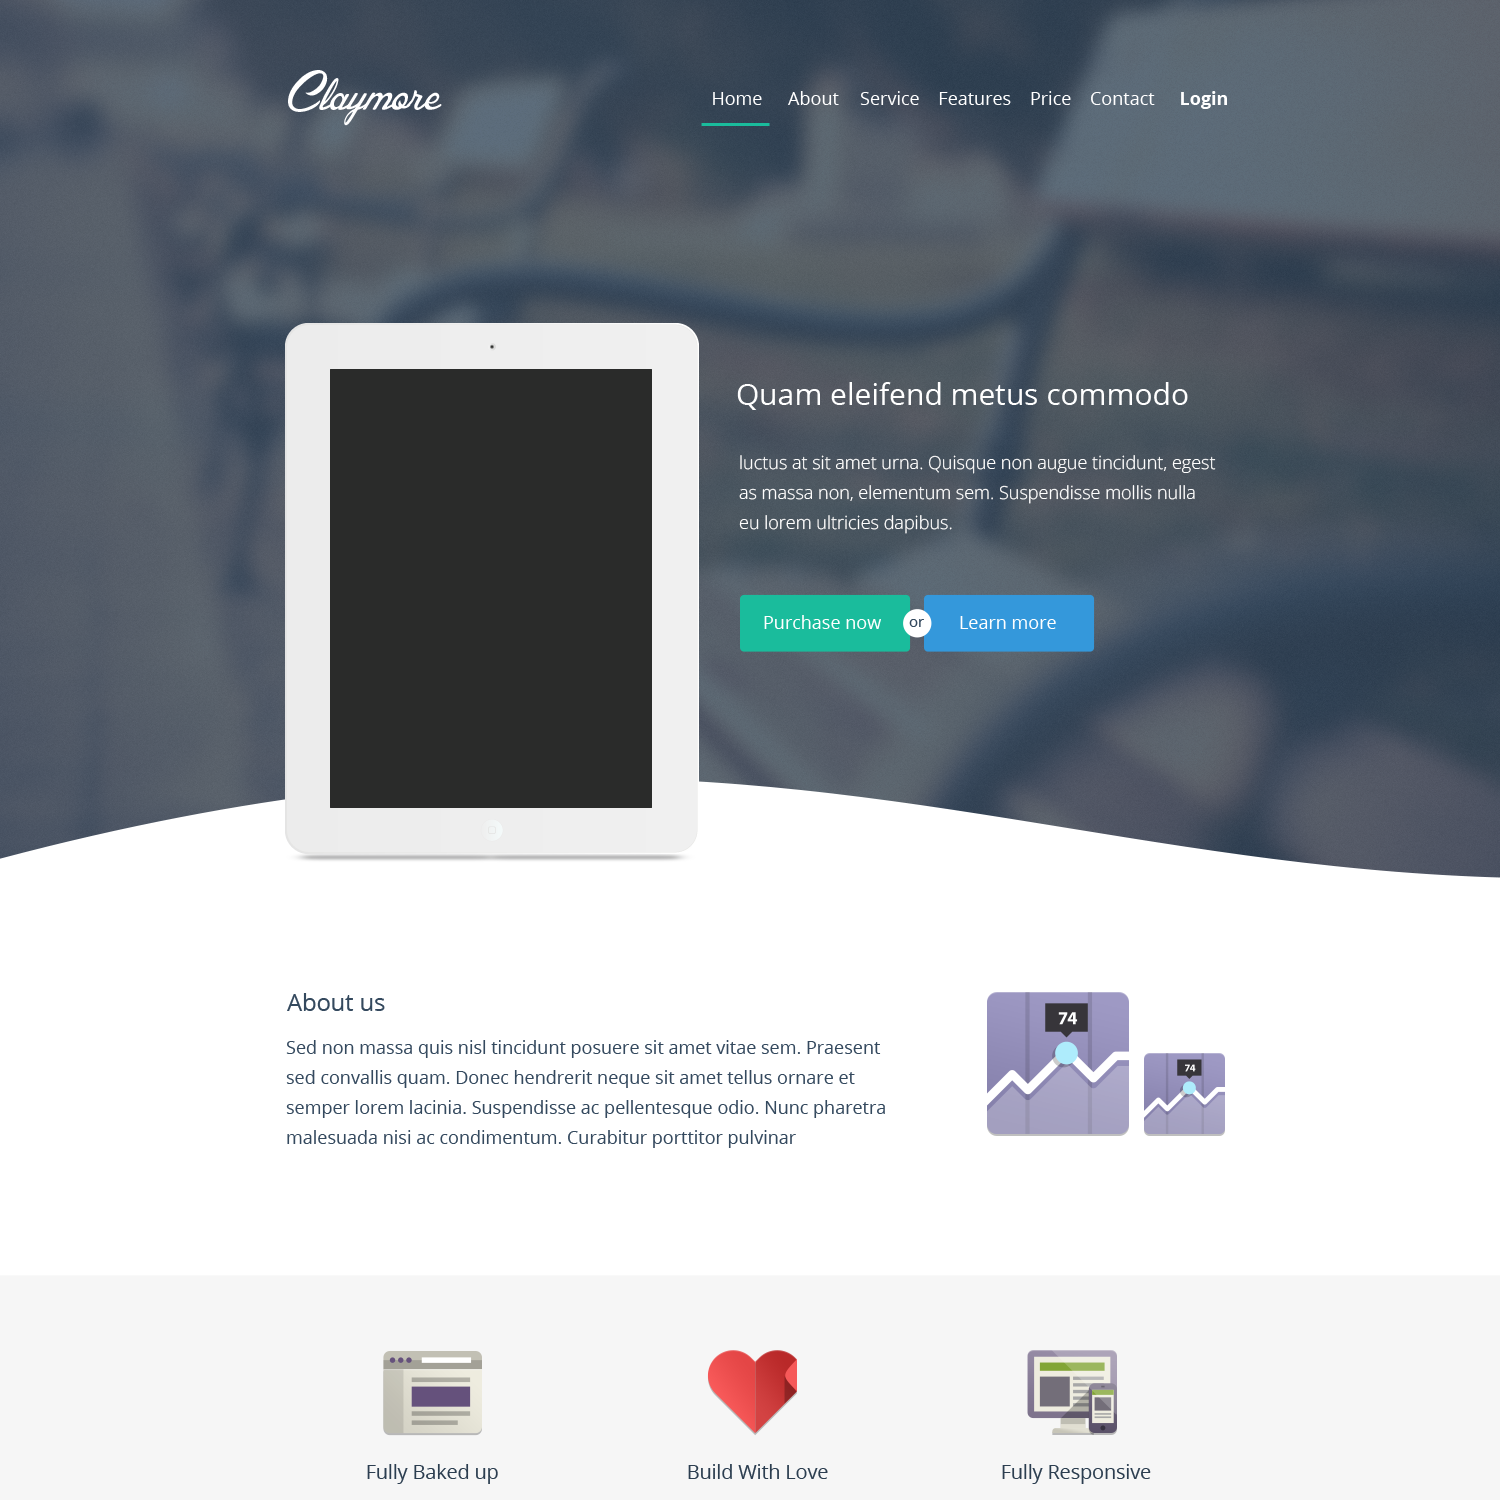 Claymore
Home About Service Features Price Contact Login
Quam eleifend metus commodo
luctus at sit amet urna. Quisque non augue tincidunt, egest
as massa non, elementum sem. Suspendisse mollis nulla
eu lorem ultricies dapibus.
Purchase now or Learn more
About us
Sed non massa quis nisl tincidunt posuere sit amet vitae sem. Praesent
sed convallis quam. Donec hendrerit neque sit amet tellus ornare et
semper lorem lacinia. Suspendisse ac pellentesque odio. Nunc pharetra
malesuada nisi ac condimentum. Curabitur porttitor pulvinar
74
74
Fully Baked up
Build With Love
Fully Responsive